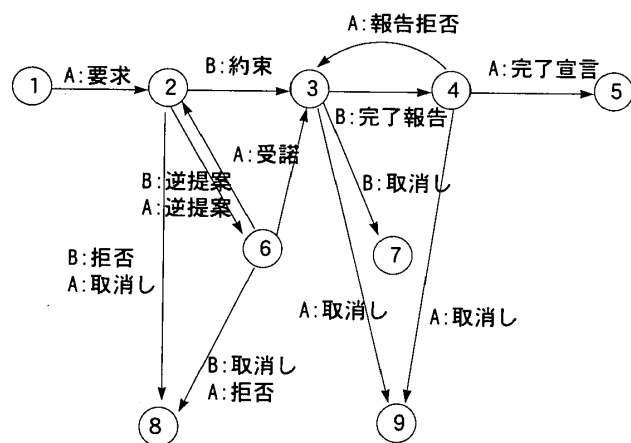 A:報告拒否
1
A:要求
2
B:約束
3
B:完了報告
4
A:完了宣言
5
A:受諾
B:逆提案
A:逆提案
6
B:取消し
7
B:拒否
A:取消し
A:取消し
A:取消し
B:取消し
A:拒否
8
9